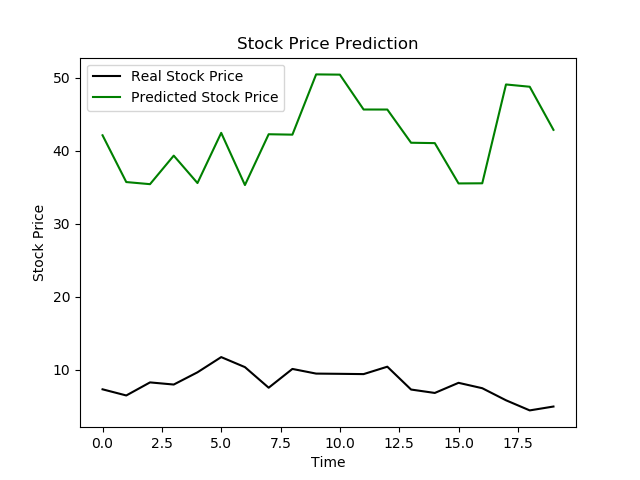 Stock Price Prediction
Real Stock Price
Predicted Stock Price
50
40
30
20
10
Stock Price
0.0 2.5 5.0 7.5 10.0 12.5 15.0 17.5
Time